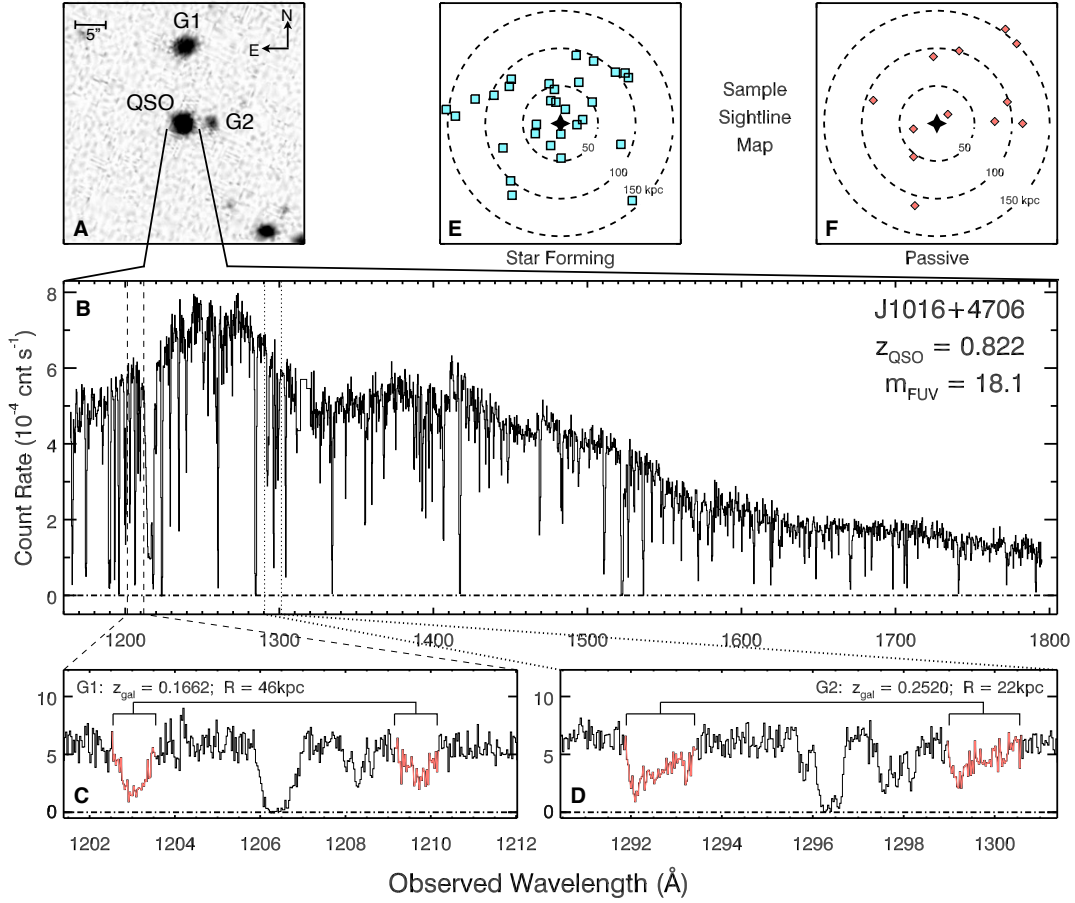 5"
G1
N
E
QSO
G2
A
50
100
150 kpc
E
Star Forming
Sample
Sightline
Map
50
100
150 kpc
F
Passive
B
J1016+4706
z_QSO = 0.822
m_FUV = 18.1
Count Rate (10^-4 cnt s^-1)
8
6
4
2
0
1200
1300
1400
1500
1600
1700
1800
G1: z_gal = 0.1662; R = 46kpc
10
5
0
C
1202
1204
1206
1208
1210
1212
G2: z_gal = 0.2520; R = 22kpc
10
5
0
D
1292
1294
1296
1298
1300
Observed Wavelength (Å)